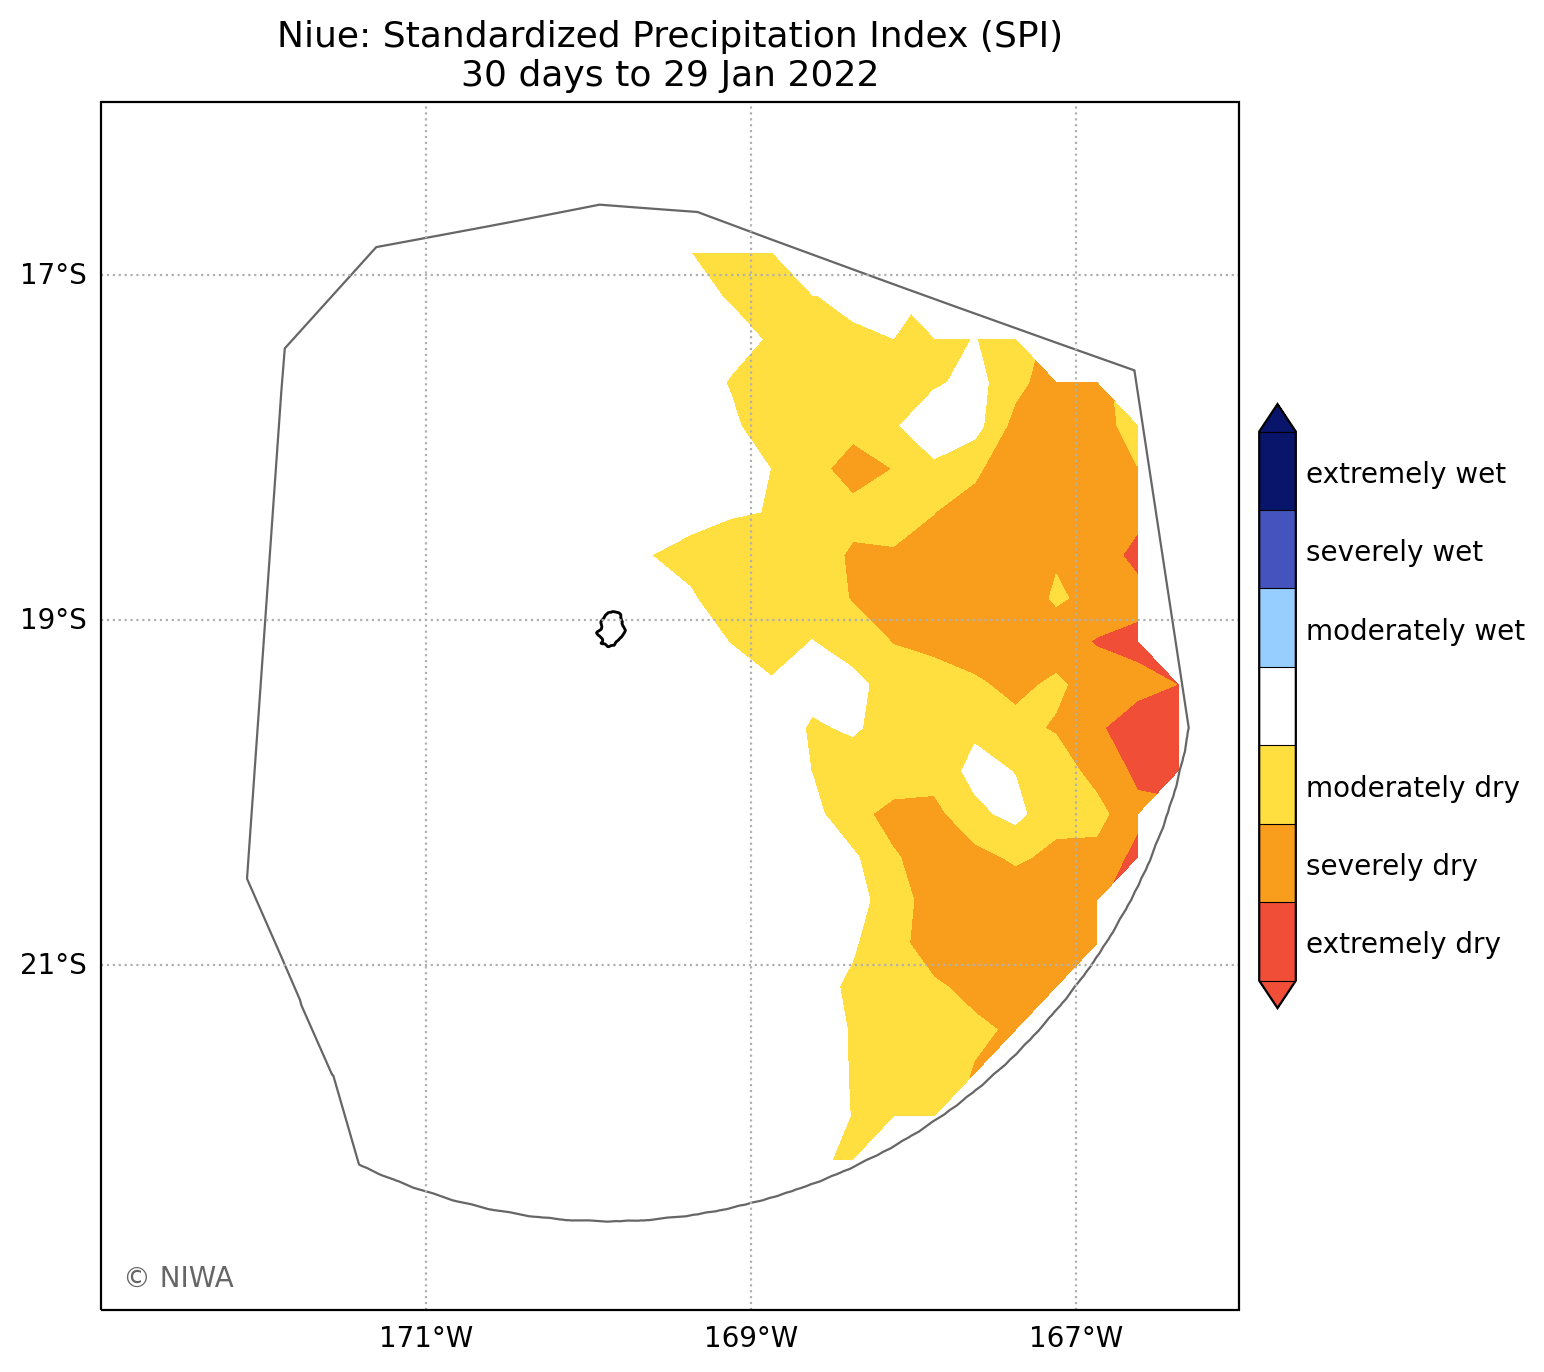 Niue: Standardized Precipitation Index (SPI)
30 days to 29 Jan 2022
17°S
19°S
21°S
171°W
169°W
167°W
extremely wet
severely wet
moderately wet
moderately dry
severely dry
extremely dry
© NIWA